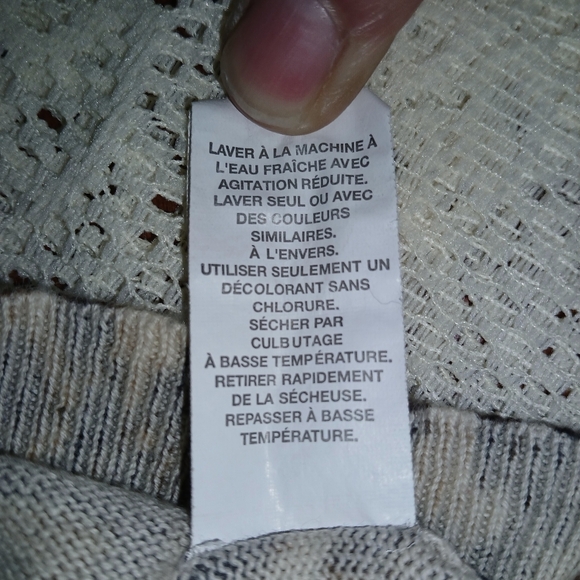 LAVER À LA MACHINE À
L'EAU FRAÎCHE AVEC
AGITATION RÉDUITE.
LAVER SEUL OU AVEC
DES COULEURS
SIMILAIRES.
À L'ENVERS.
UTILISER SEULEMENT UN
DÉCOLORANT SANS
CHLORURE.
SÉCHER PAR
CULBUTAGE
À BASSE TEMPÉRATURE.
RETIRER RAPIDEMENT
DE LA SÉCHEUSE.
REPASSER À BASSE
TEMPÉRATURE.